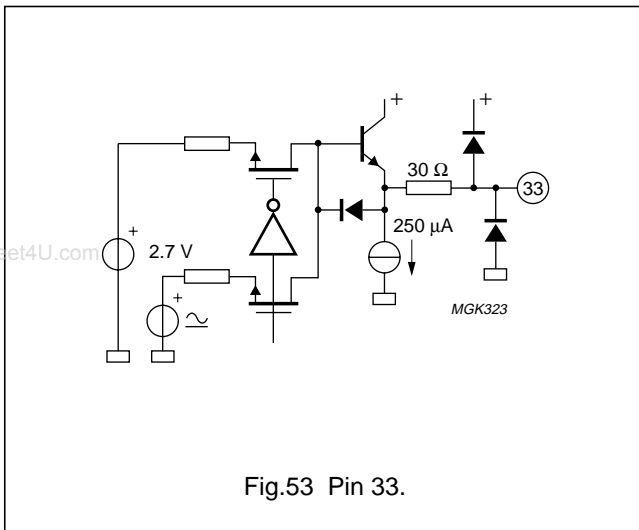 +
+
30 Ω
33
+
2.7 V
250 μA
+
MGK323
Fig.53 Pin 33.